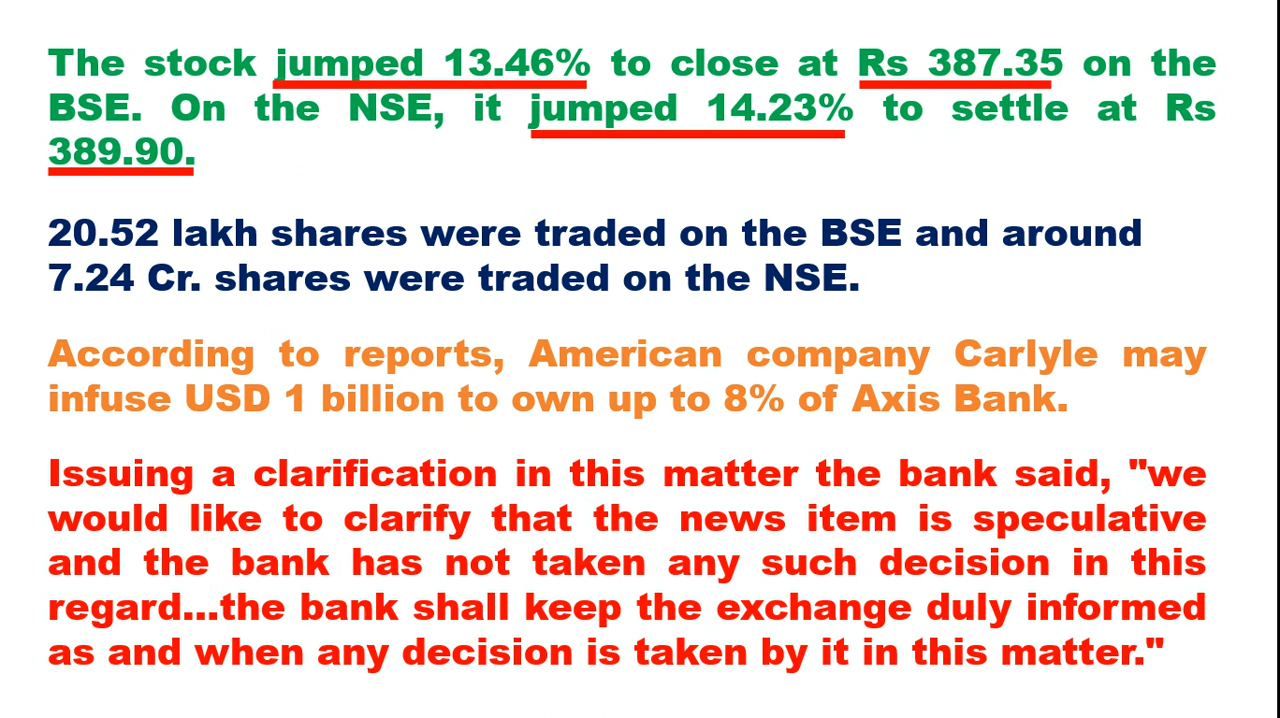 The stock jumped 13.46% to close at Rs 387.35 on the
BSE. On the NSE, it jumped 14.23% to settle at Rs
389.90.
20.52 lakh shares were traded on the BSE and around
7.24 Cr. shares were traded on the NSE.
According to reports, American company Carlyle may
infuse USD 1 billion to own up to 8% of Axis Bank.
Issuing a clarification in this matter the bank said, "we
would like to clarify that the news item is speculative
and the bank has not taken any such decision in this
regard...the bank shall keep the exchange duly informed
as and when any decision is taken by it in this matter."